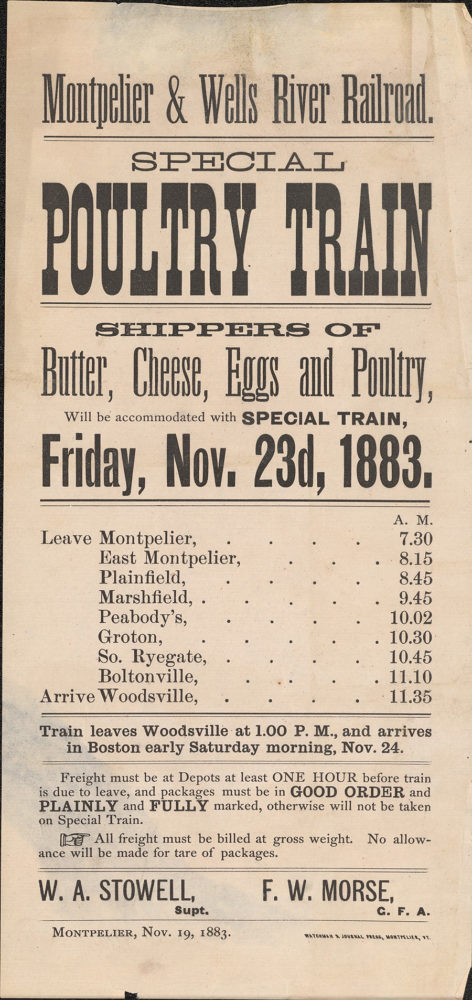 Montpelier & Wells River Railroad.
SPECIAL
POULTRY TRAIN
SHIPPERS OF
Butter, Cheese, Eggs and Poultry,
Will be accommodated with SPECIAL TRAIN,
Friday, Nov. 23d, 1883.
A. M.
Leave Montpelier, . . . . 7.30
East Montpelier, . . . 8.15
Plainfield, . . . . 8.45
Marshfield, . . . . . 9.45
Peabody's, . . . . 10.02
Groton, . . . . . 10.30
So. Ryegate, . . . . 10.45
Boltonville, . . . . 11.10
Arrive Woodsville, . . . . 11.35
Train leaves Woodsville at 1.00 P. M., and arrives
in Boston early Saturday morning, Nov. 24.
Freight must be at Depots at least ONE HOUR before train
is due to leave, and packages must be in GOOD ORDER and
PLAINLY and FULLY marked, otherwise will not be taken
on Special Train.
☞ All freight must be billed at gross weight. No allow-
ance will be made for tare of packages.
W. A. STOWELL, F. W. MORSE,
Supt. G. F. A.
MONTPELIER, Nov. 19, 1883. WATCHMAN & JOURNAL PRESS, MONTPELIER, VT.